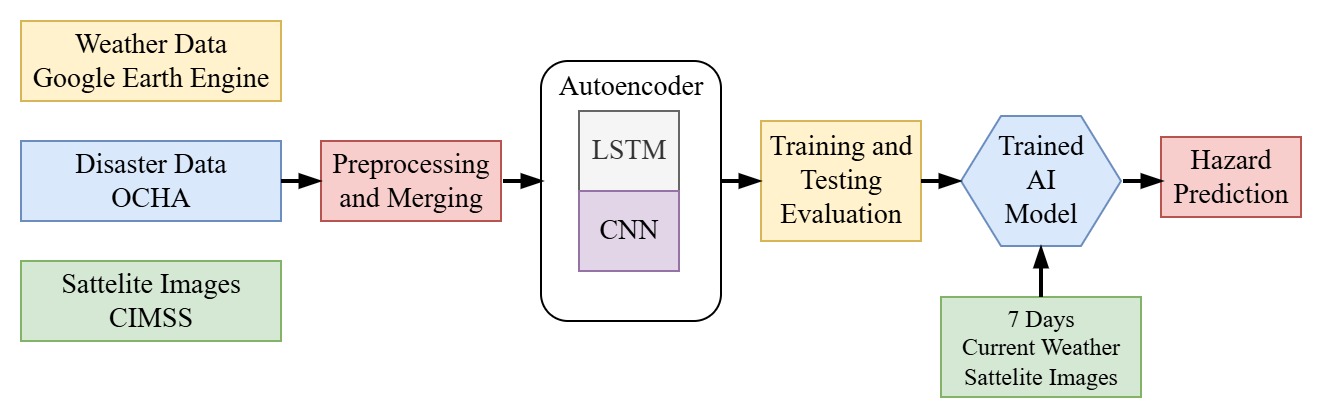 Weather Data
Google Earth Engine
Disaster Data
OCHA
Sattelite Images
CIMSS
Preprocessing
and Merging
Autoencoder
LSTM
CNN
Training and
Testing
Evaluation
Trained
AI
Model
7 Days
Current Weather
Sattelite Images
Hazard
Prediction